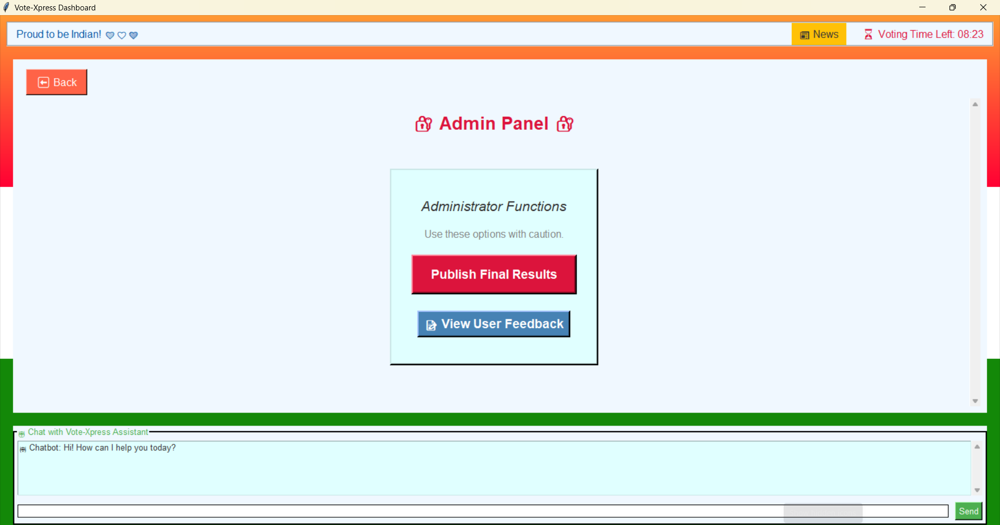 Vote-Xpress Dashboard
Proud to be Indian!
News
Voting Time Left: 08:23
Back
Admin Panel
Administrator Functions
Use these options with caution.
Publish Final Results
View User Feedback
Chat with Vote-Xpress Assistant
Chatbot: Hi! How can I help you today?
Send